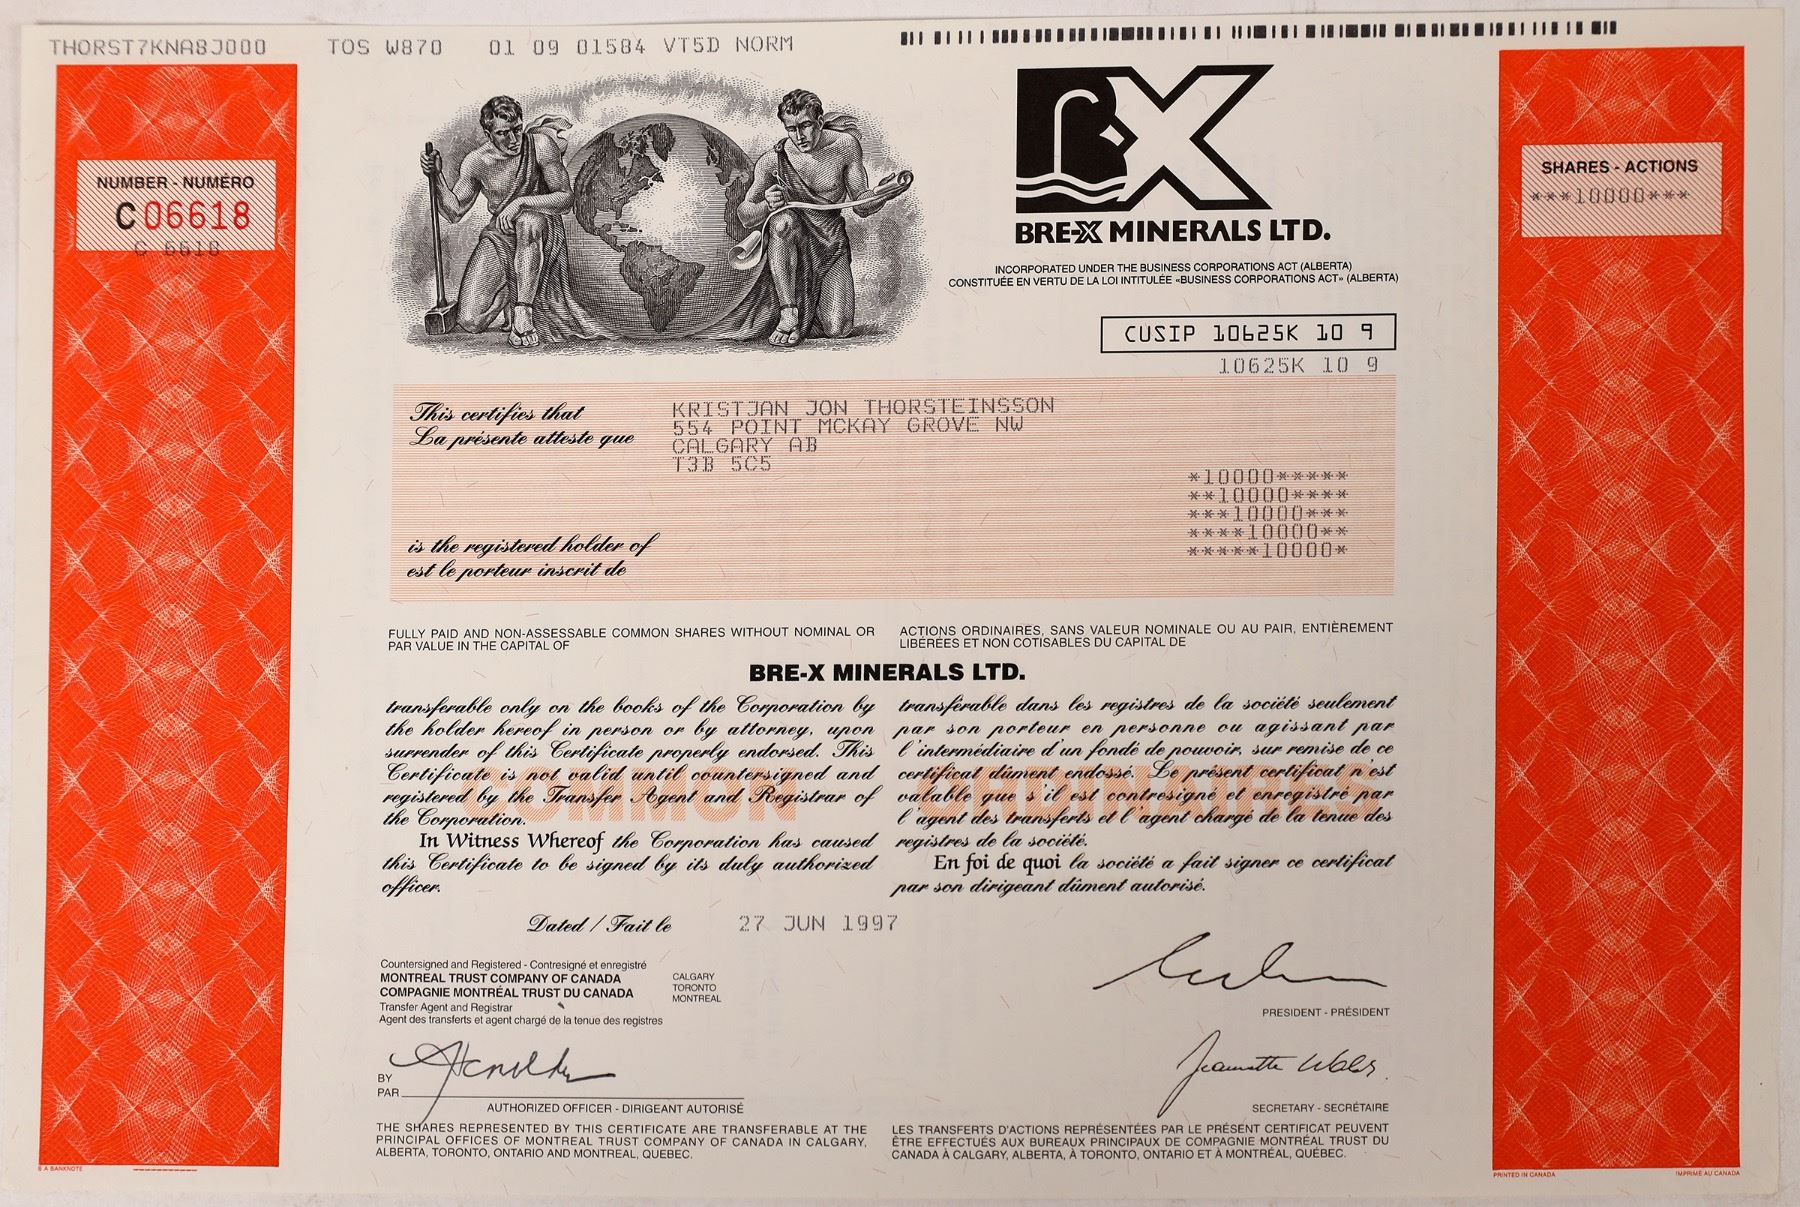 THORST7KNA8J000 TOS W870 01 09 01584 VT5D NORM
NUMBER - NUMÉRO
C06618
C 6618
BRE-X MINERALS LTD.
INCORPORATED UNDER THE BUSINESS CORPORATIONS ACT (ALBERTA)
CONSTITUÉE EN VERTU DE LA LOI INTITULÉE «BUSINESS CORPORATIONS ACT» (ALBERTA)
SHARES - ACTIONS
***10000***
CUSIP 10625K 10 9
10625K 10 9
This certifies that
La présente atteste que
KRISTJAN JON THORSTEINSSON
554 POINT MCKAY GROVE NW
CALGARY AB
T3B 5C5
*10000*****
**10000****
***10000***
****10000**
*****10000*
is the registered holder of
est le porteur inscrit de
FULLY PAID AND NON-ASSESSABLE COMMON SHARES WITHOUT NOMINAL OR
PAR VALUE IN THE CAPITAL OF
ACTIONS ORDINAIRES, SANS VALEUR NOMINALE OU AU PAIR, ENTIÈREMENT
LIBÉRÉES ET NON COTISABLES DU CAPITAL DE
BRE-X MINERALS LTD.
transferable only on the books of the Corporation by
the holder hereof in person or by attorney, upon
surrender of this Certificate properly endorsed. This
Certificate is not valid until countersigned and
registered by the Transfer Agent and Registrar of
the Corporation.
In Witness Whereof the Corporation has caused
this Certificate to be signed by its duly authorized
officer.
COMMON
transférable dans les registres de la société seulement
par son porteur en personne ou agissant par
l'intermédiaire d'un fondé de pouvoir, sur remise de ce
certificat dûment endossé. Le présent certificat n'est
valable que s'il est contresigné et enregistré par
l'agent des transferts et l'agent chargé de la tenue des
registres de la société.
En foi de quoi la société a fait signer ce certificat
par son dirigeant dûment autorisé.
Dated / Fait le 27 JUN 1997
Countersigned and Registered - Contresigné et enregistré
MONTREAL TRUST COMPANY OF CANADA
COMPAGNIE MONTRÉAL TRUST DU CANADA
Transfer Agent and Registrar
Agent des transferts et agent chargé de la tenue des registres
CALGARY
TORONTO
MONTREAL
BY
PAR
AUTHORIZED OFFICER - DIRIGEANT AUTORISÉ
PRESIDENT - PRÉSIDENT
Jeannette
SECRETARY - SECRÉTAIRE
THE SHARES REPRESENTED BY THIS CERTIFICATE ARE TRANSFERABLE AT THE
PRINCIPAL OFFICES OF MONTREAL TRUST COMPANY OF CANADA IN CALGARY,
ALBERTA, TORONTO, ONTARIO AND MONTREAL, QUEBEC.
LES TRANSFERTS D'ACTIONS REPRÉSENTÉES PAR LE PRÉSENT CERTIFICAT PEUVENT
ÊTRE EFFECTUÉS AUX BUREAUX PRINCIPAUX DE COMPAGNIE MONTRÉAL TRUST DU
CANADA À CALGARY, ALBERTA, À TORONTO, ONTARIO ET À MONTRÉAL, QUÉBEC.
B A BANKNOTE
PRINTED IN CANADA
IMPRIMÉ AU CANADA